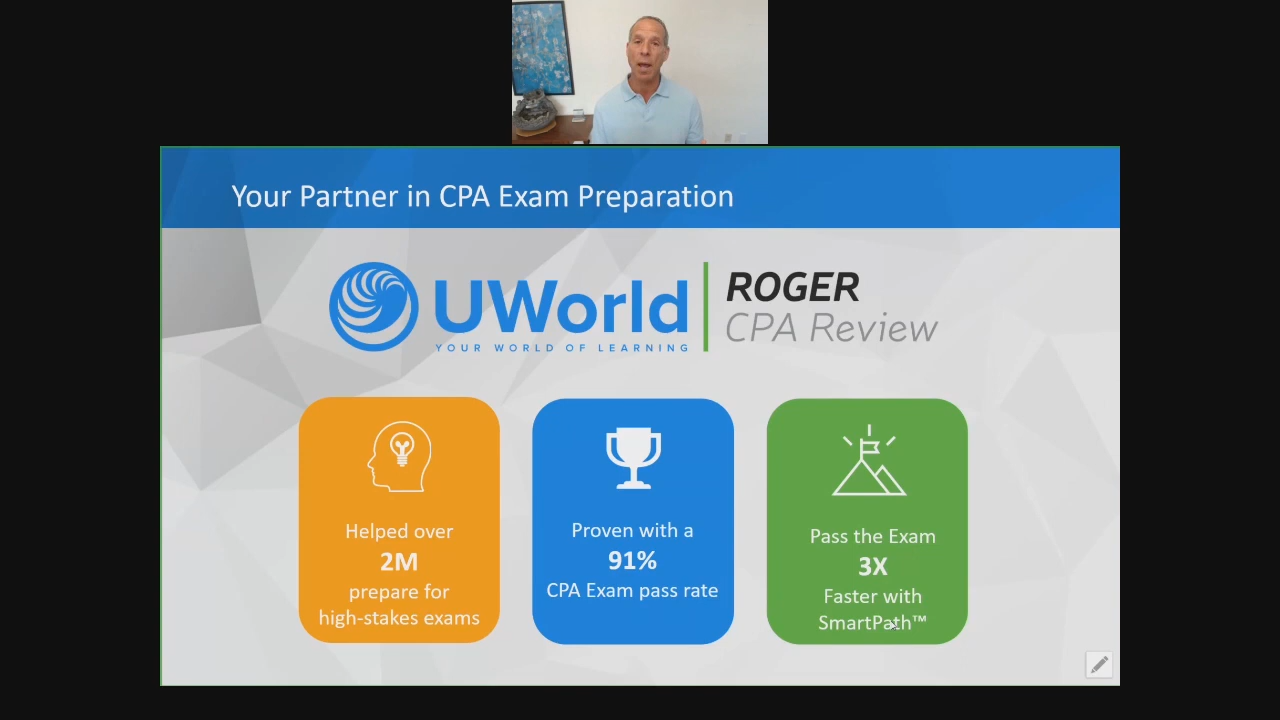 Your Partner in CPA Exam Preparation
UWorld
YOUR WORLD OF LEARNING
ROGER
CPA Review
Helped over
2M
prepare for
high-stakes exams
Proven with a
91%
CPA Exam pass rate
Pass the Exam
3X
Faster with
SmartPath™